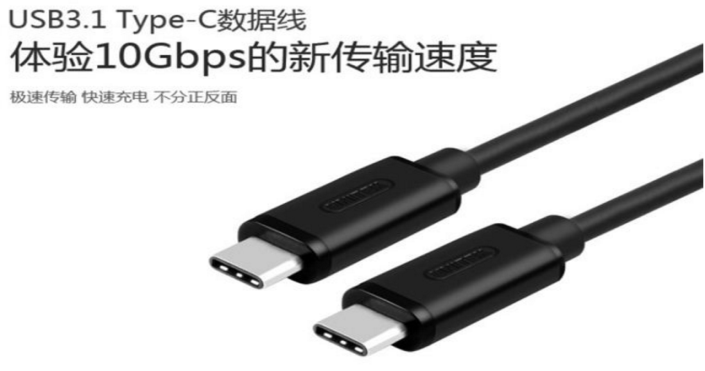 USB3.1 Type-C数据线
体验10Gbps的新传输速度
极速传输 快速充电 不分正反面